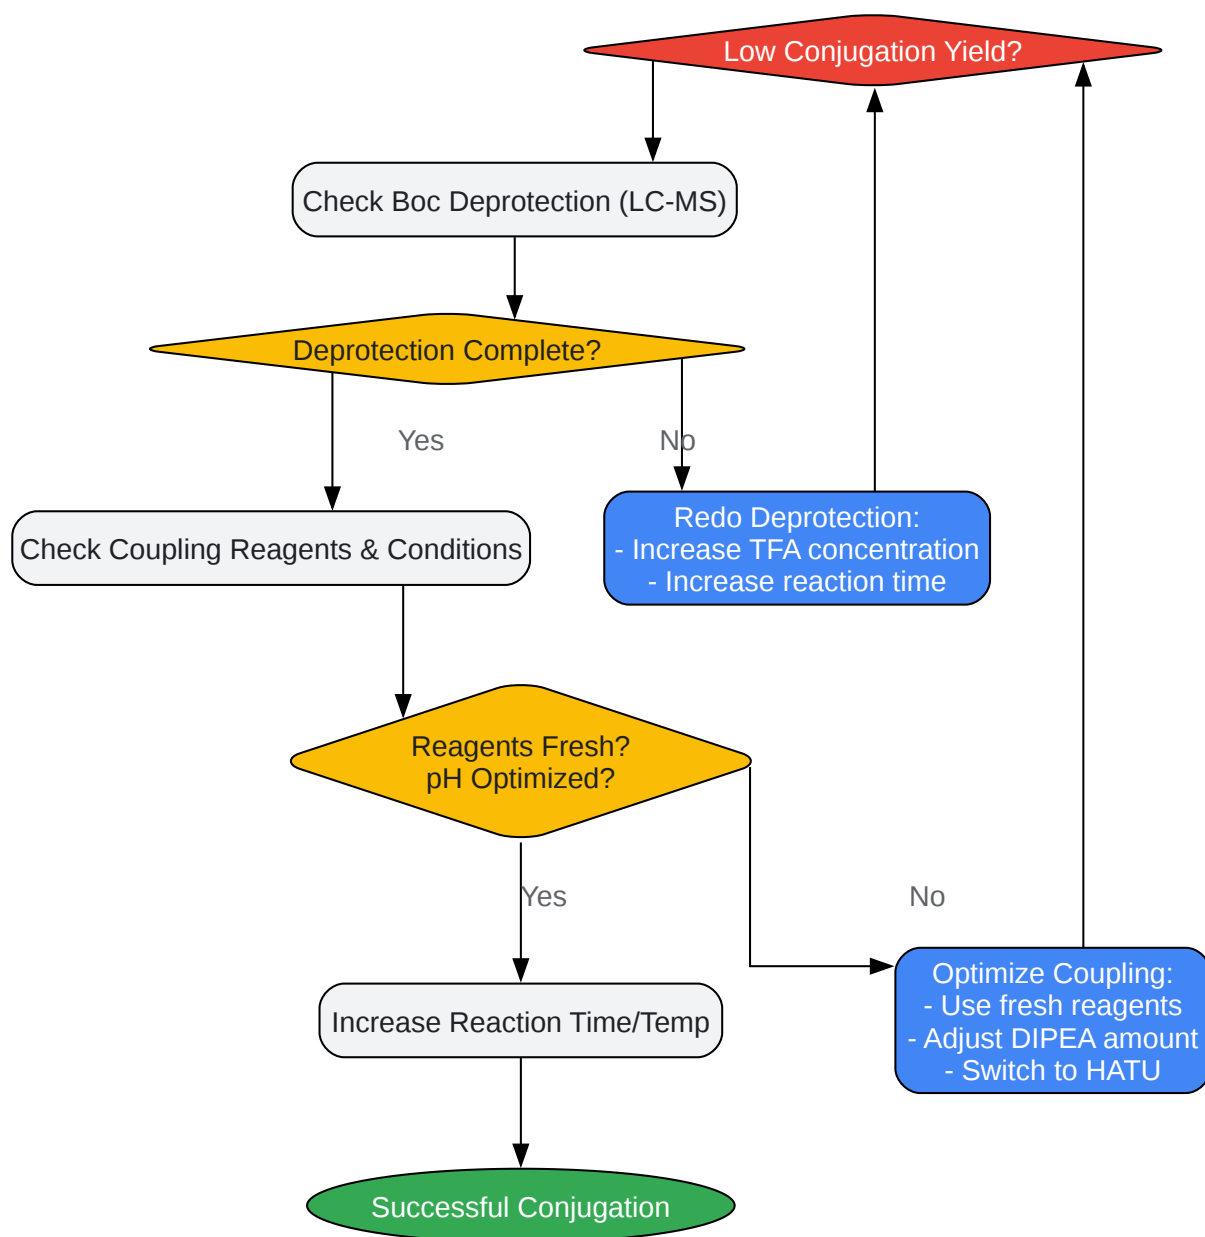 Low Conjugation Yield?
Check Boc Deprotection (LC-MS)
Deprotection Complete?
Yes
No
Check Coupling Reagents & Conditions
Redo Deprotection:
- Increase TFA concentration
- Increase reaction time
Reagents Fresh?
pH Optimized?
Yes
No
Increase Reaction Time/Temp
Optimize Coupling:
- Use fresh reagents
- Adjust DIPEA amount
- Switch to HATU
Successful Conjugation